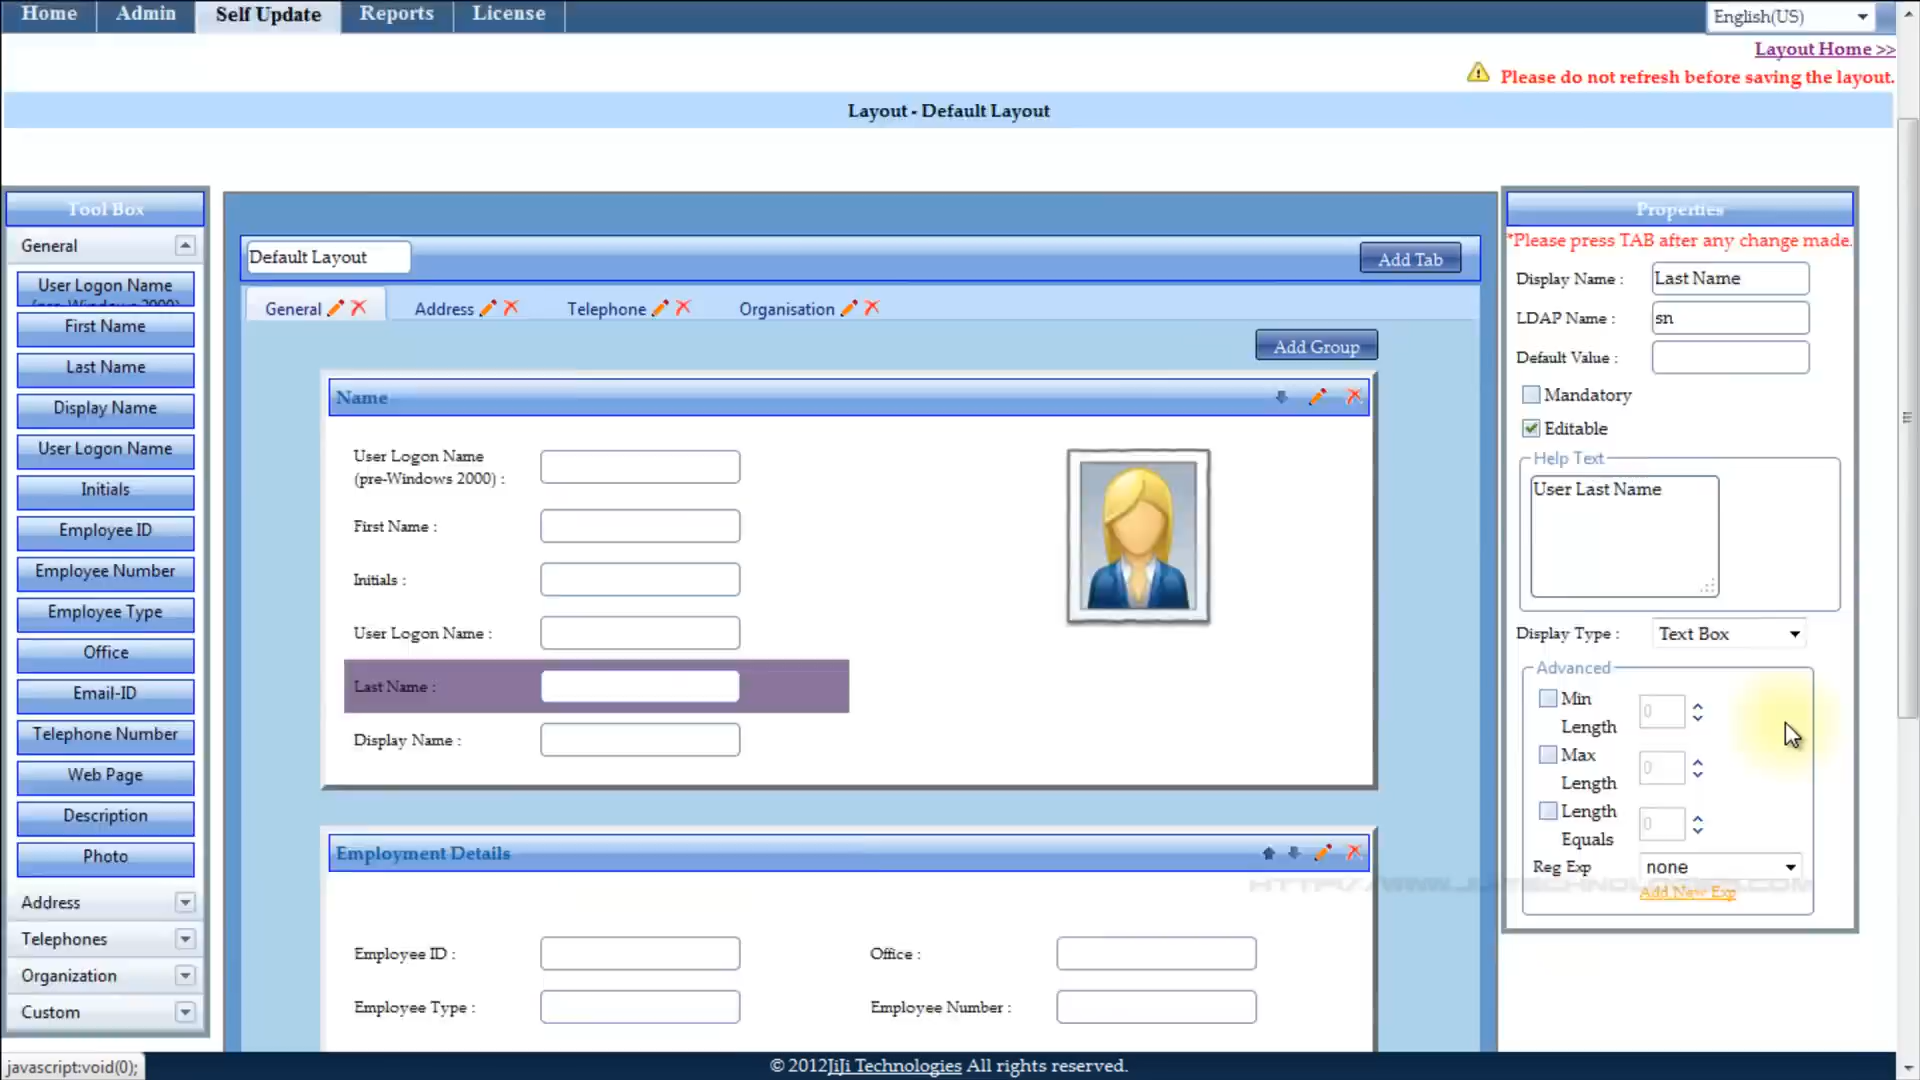 Home
Admin
Self Update
Reports
License
English(US)
Layout Home >>
Please do not refresh before saving the layout.
Layout - Default Layout
Tool Box
General
User Logon Name
(pre-Windows 2000)
First Name
Last Name
Display Name
User Logon Name
Initials
Employee ID
Employee Number
Employee Type
Office
Email-ID
Telephone Number
Web Page
Description
Photo
Address
Telephones
Organization
Custom
Default Layout
Add Tab
General
Address
Telephone
Organisation
Add Group
Name
User Logon Name
(pre-Windows 2000) :
First Name :
Initials :
User Logon Name :
Last Name :
Display Name :
Employment Details
Employee ID :
Office :
Employee Type :
Employee Number :
Properties
*Please press TAB after any change made.
Display Name :
Last Name
LDAP Name :
sn
Default Value :
Mandatory
Editable
Help Text
User Last Name
Display Type :
Text Box
Advanced
Min
Length
0
Max
Length
0
Length
Equals
0
Reg Exp
none
Add New Exp
javascript:void(0);
© 2012JiJi Technologies All rights reserved.